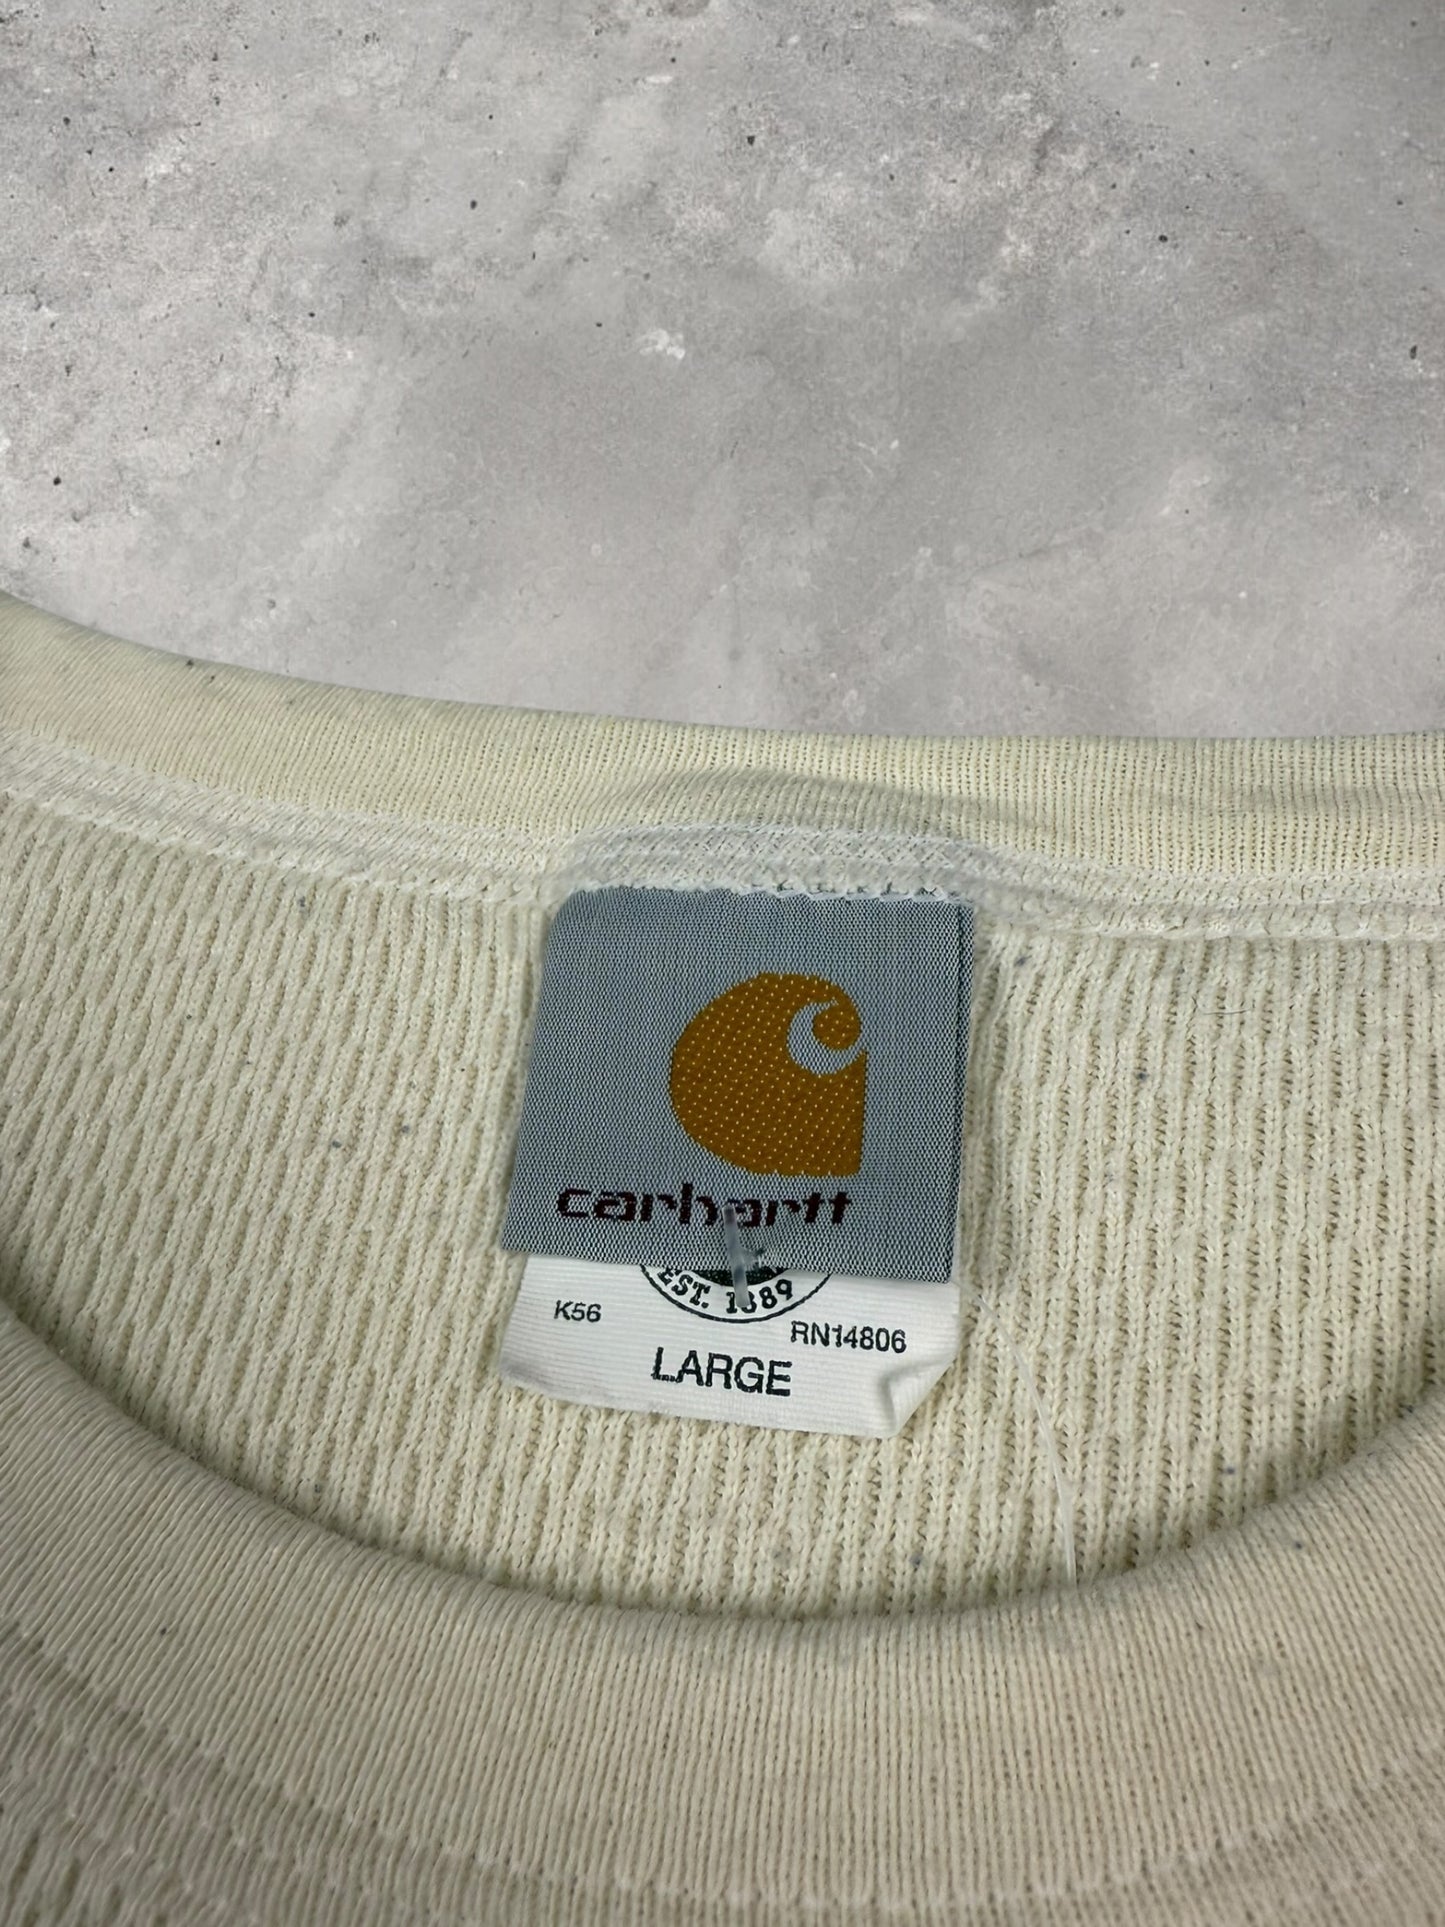 carhartt
EST. 1889
K56
RN14806
LARGE